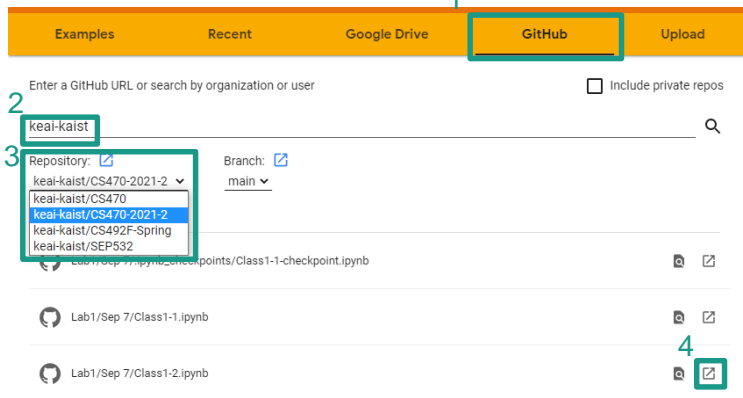 Examples Recent Google Drive GitHub Upload
Enter a GitHub URL or search by organization or user Include private repos
2
keai-kaist
3
Repository: Branch:
keai-kaist/CS470-2021-2 main
keai-kaist/CS470
keai-kaist/CS470-2021-2
keai-kaist/CS492F-Spring
keai-kaist/SEP532
Lab1/Sep 7/.ipynb_checkpoints/Class1-1-checkpoint.ipynb
Lab1/Sep 7/Class1-1.ipynb
4
Lab1/Sep 7/Class1-2.ipynb